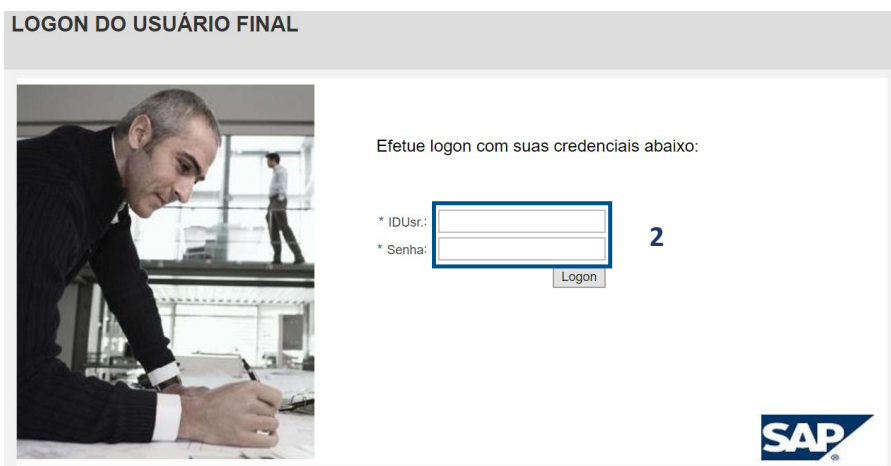 LOGON DO USUÁRIO FINAL
Efetue logon com suas credenciais abaixo:
* IDUsr.:
* Senha:
2
Logon
SAP®